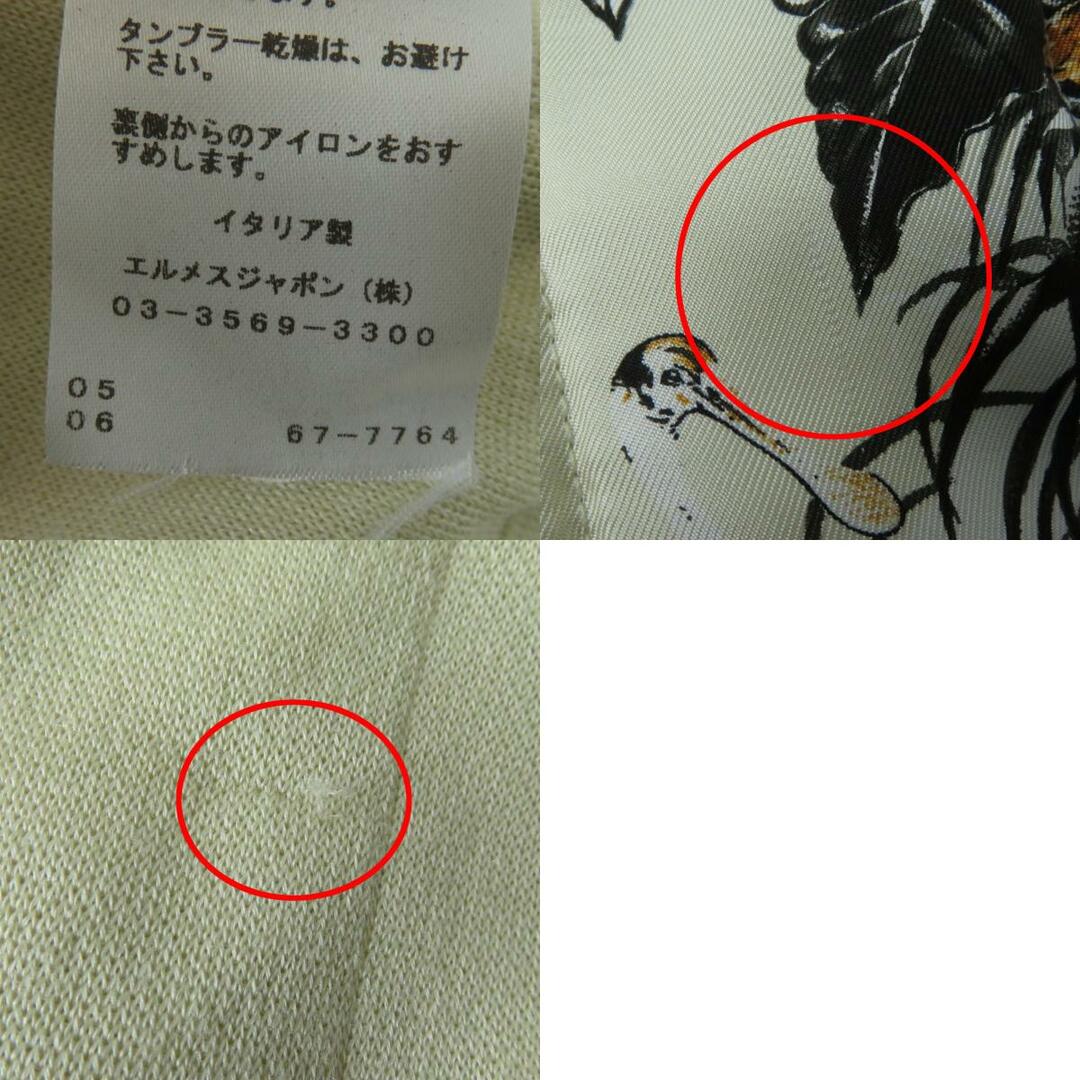 ます。
タンブラー乾燥は、お避け
下さい。
裏側からのアイロンをおす
すめします。
イタリア製
エルメスジャポン（株）
03-3569-3300
05
06
67-7764